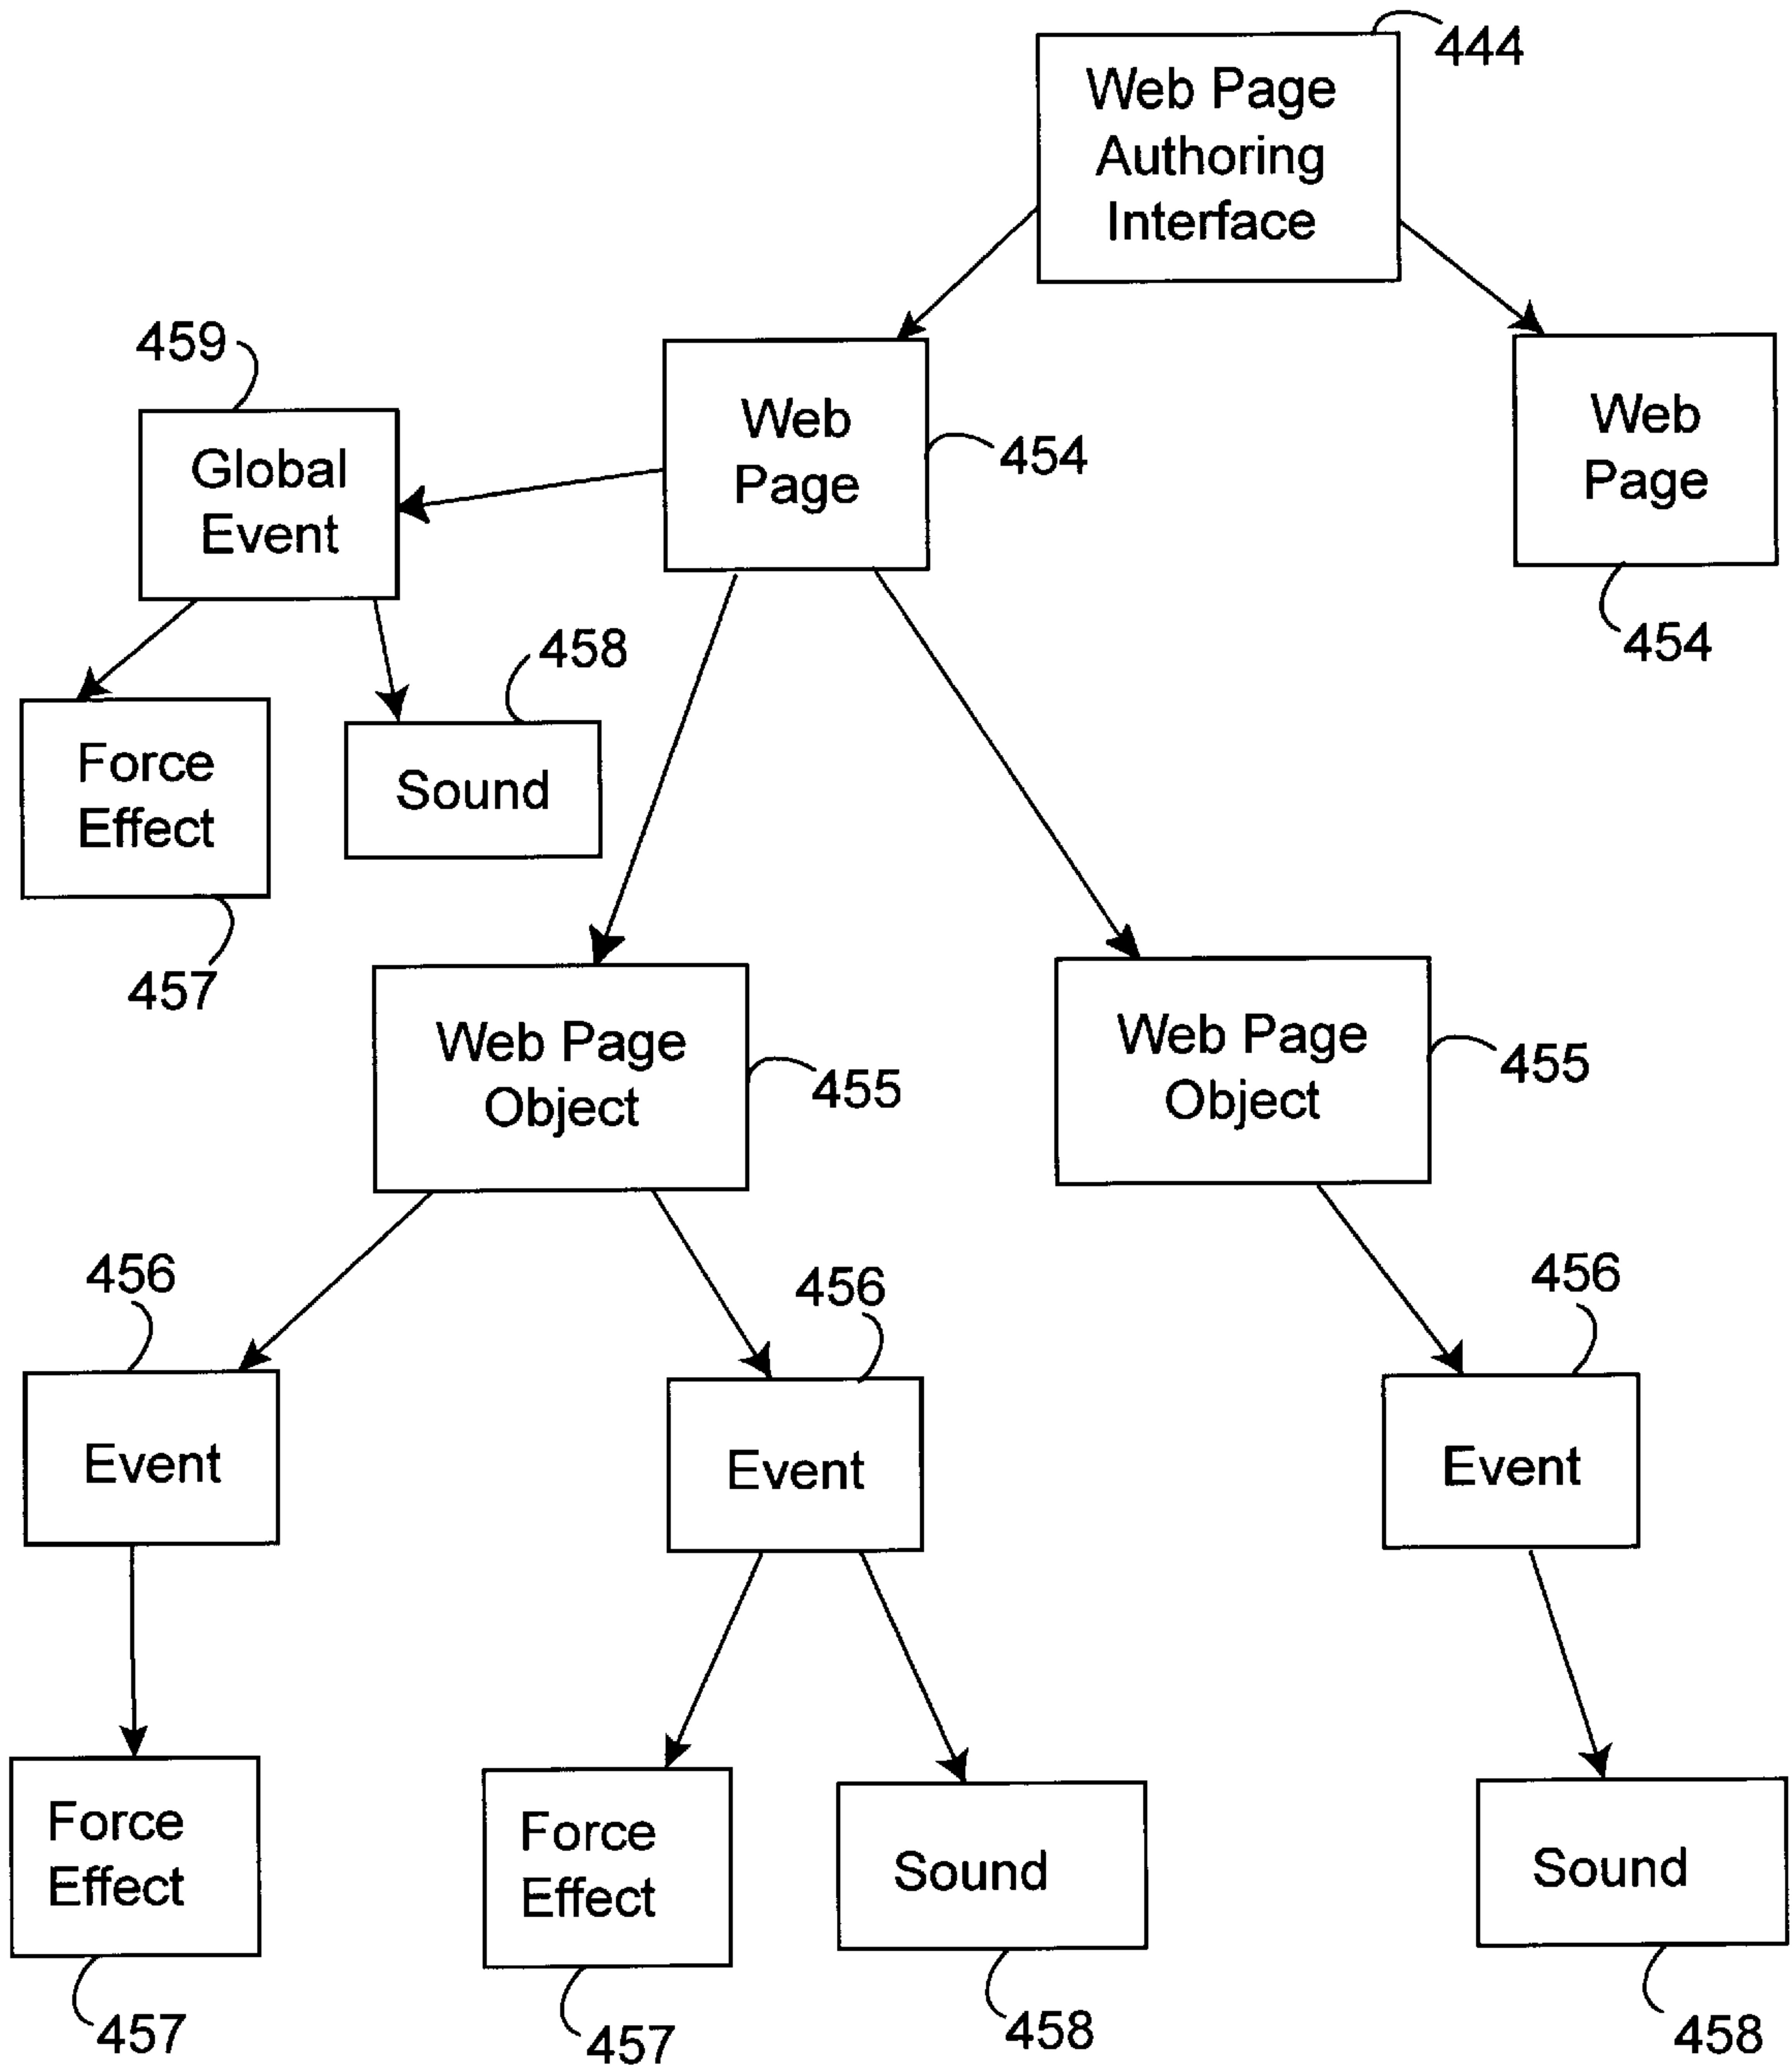 444
Web Page
Authoring
Interface
459
Global
Event
Web
Page
454
Web
Page
454
458
Force
Effect
Sound
457
Web Page
Object
455
Web Page
Object
455
456
456
456
Event
Event
Event
Force
Effect
Force
Effect
Sound
Sound
457
457
458
458